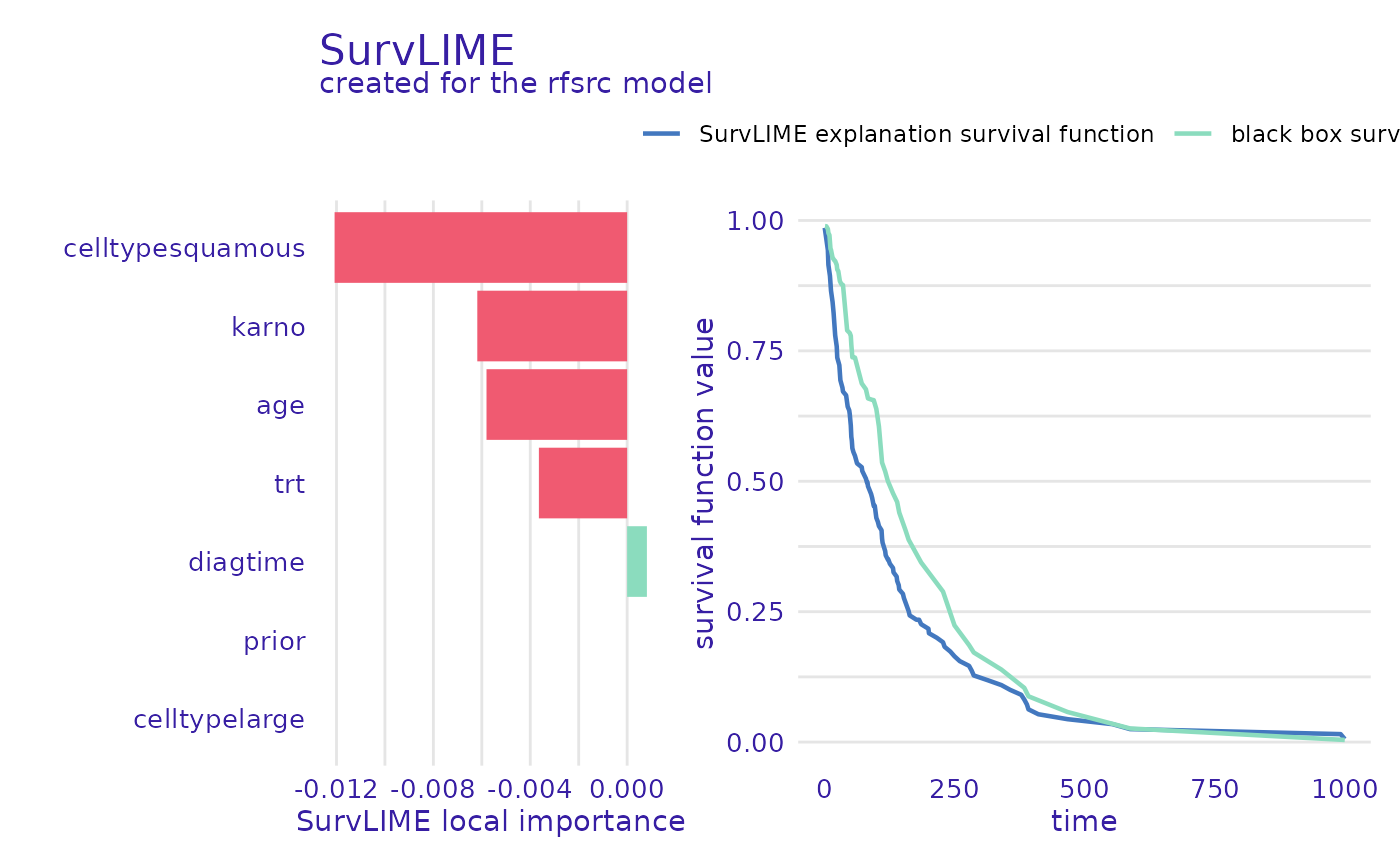 SurvLIME
created for the rfsrc model
SurvLIME explanation survival function
black box surv
celltypesquamous
karno
age
trt
diagtime
prior
celltypelarge
-0.012 -0.008 -0.004 0.000
SurvLIME local importance
survival function value
1.00
0.75
0.50
0.25
0.00
0 250 500 750 1000
time